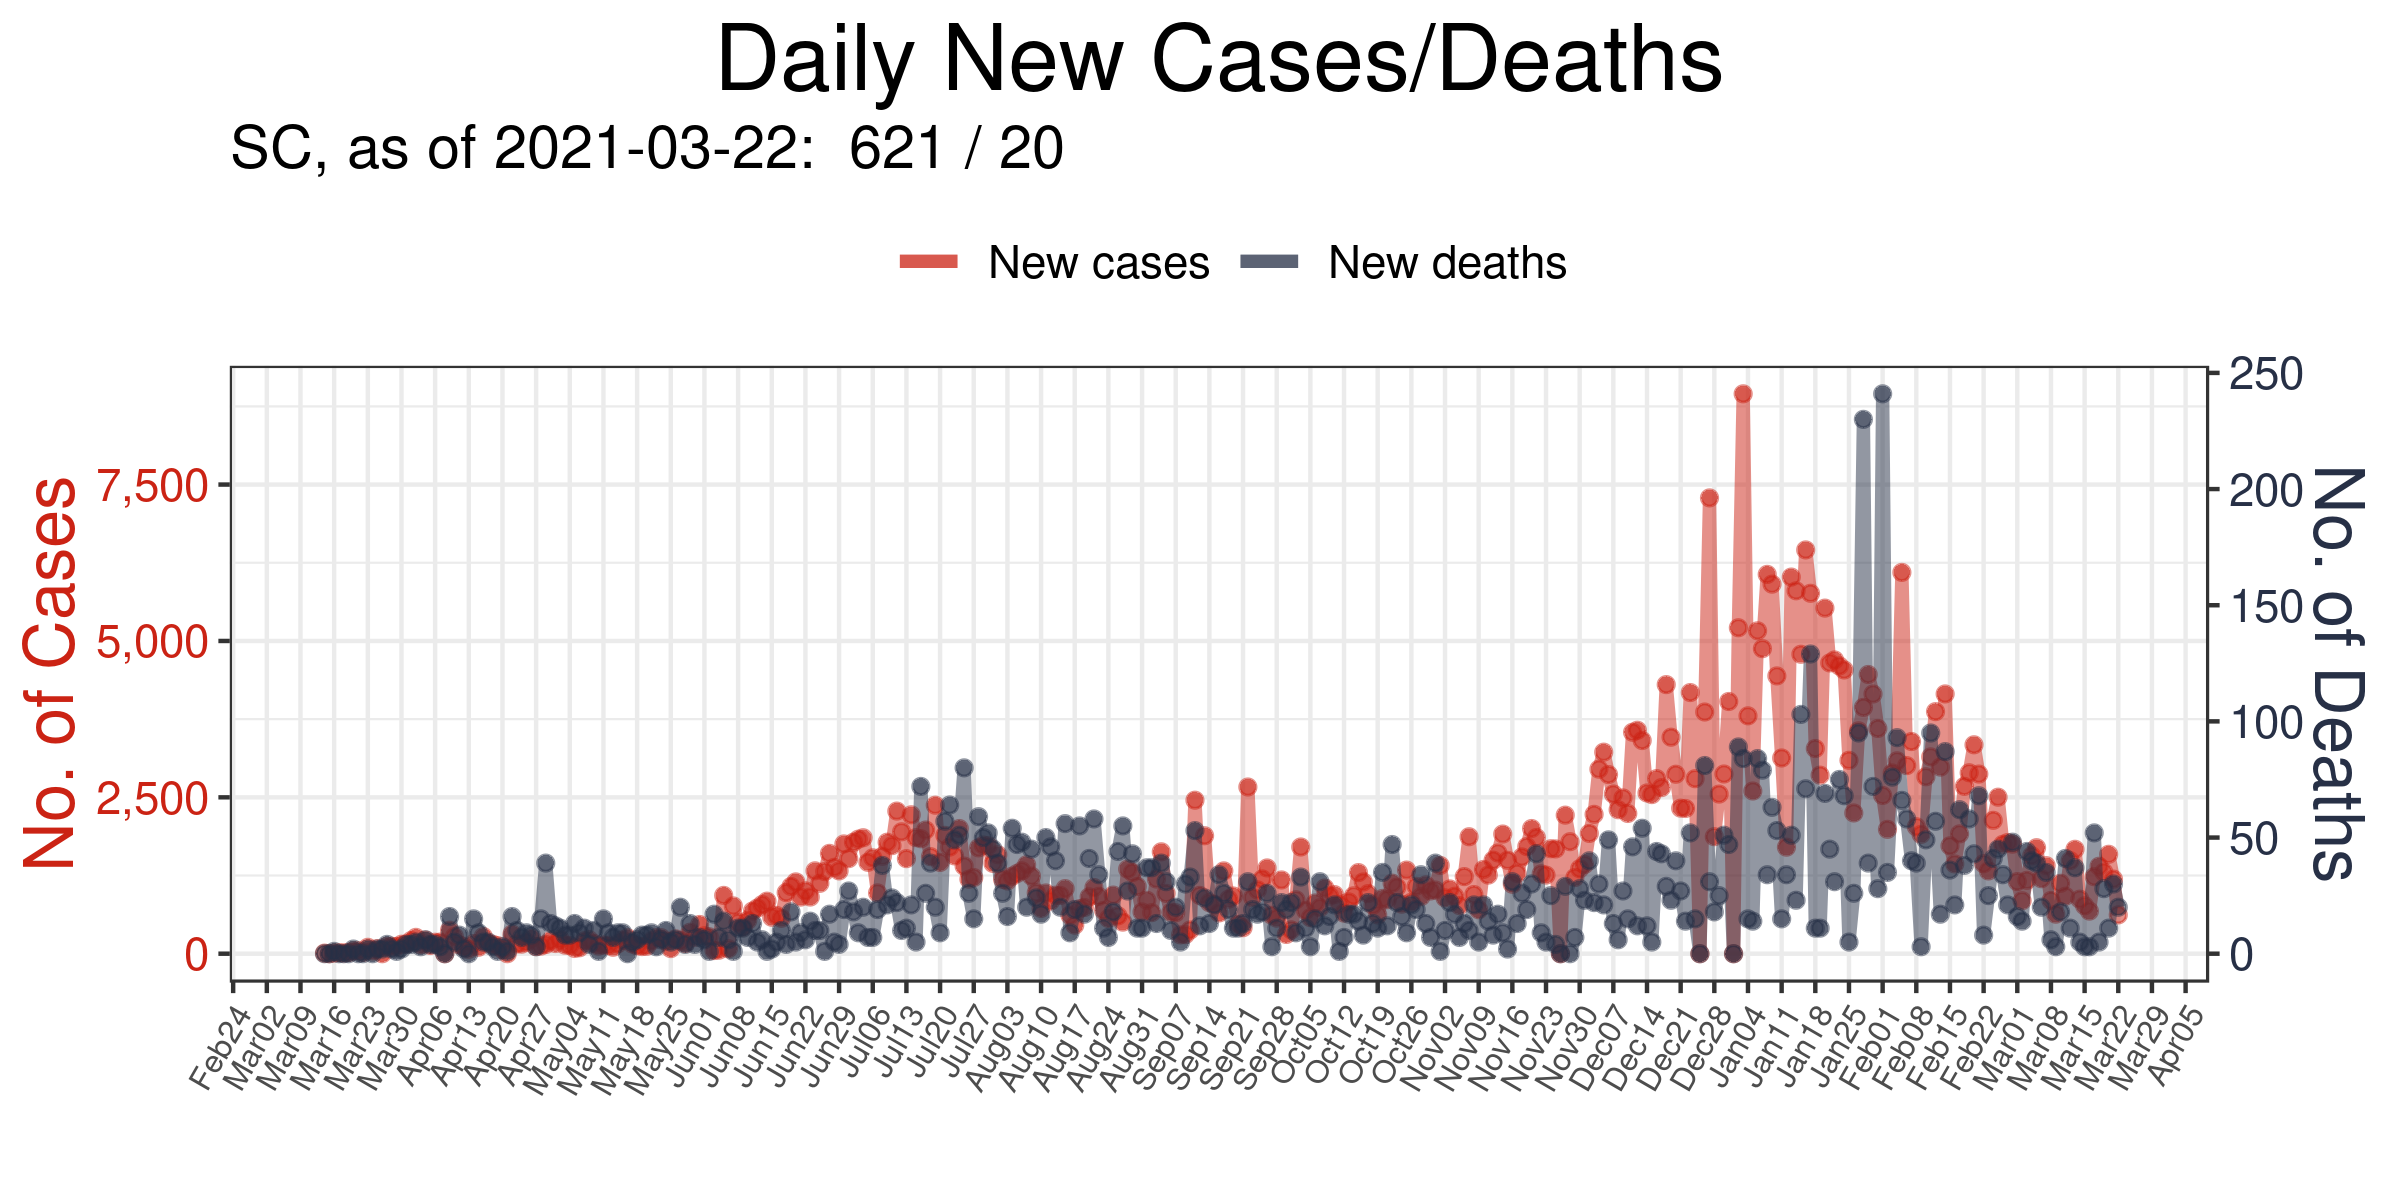 Daily New Cases/Deaths
SC, as of 2021-03-22: 621 / 20
New cases New deaths
No. of Cases
7,500
5,000
2,500
0
250
200
150
100
50
0
No. of Deaths
Feb24 Mar02 Mar09 Mar16 Mar23 Mar30 Apr06 Apr13 Apr20 Apr27 May04 May11 May18 May25 Jun01 Jun08 Jun15 Jun22 Jun29 Jul06 Jul13 Jul20 Jul27 Aug03 Aug10 Aug17 Aug24 Aug31 Sep07 Sep14 Sep21 Sep28 Oct05 Oct12 Oct19 Oct26 Nov02 Nov09 Nov16 Nov23 Nov30 Dec07 Dec14 Dec21 Dec28 Dec04 Jan11 Jan18 Jan25 Feb01 Feb08 Feb15 Feb22 Mar01 Mar08 Mar15 Mar22 Mar29 Apr05